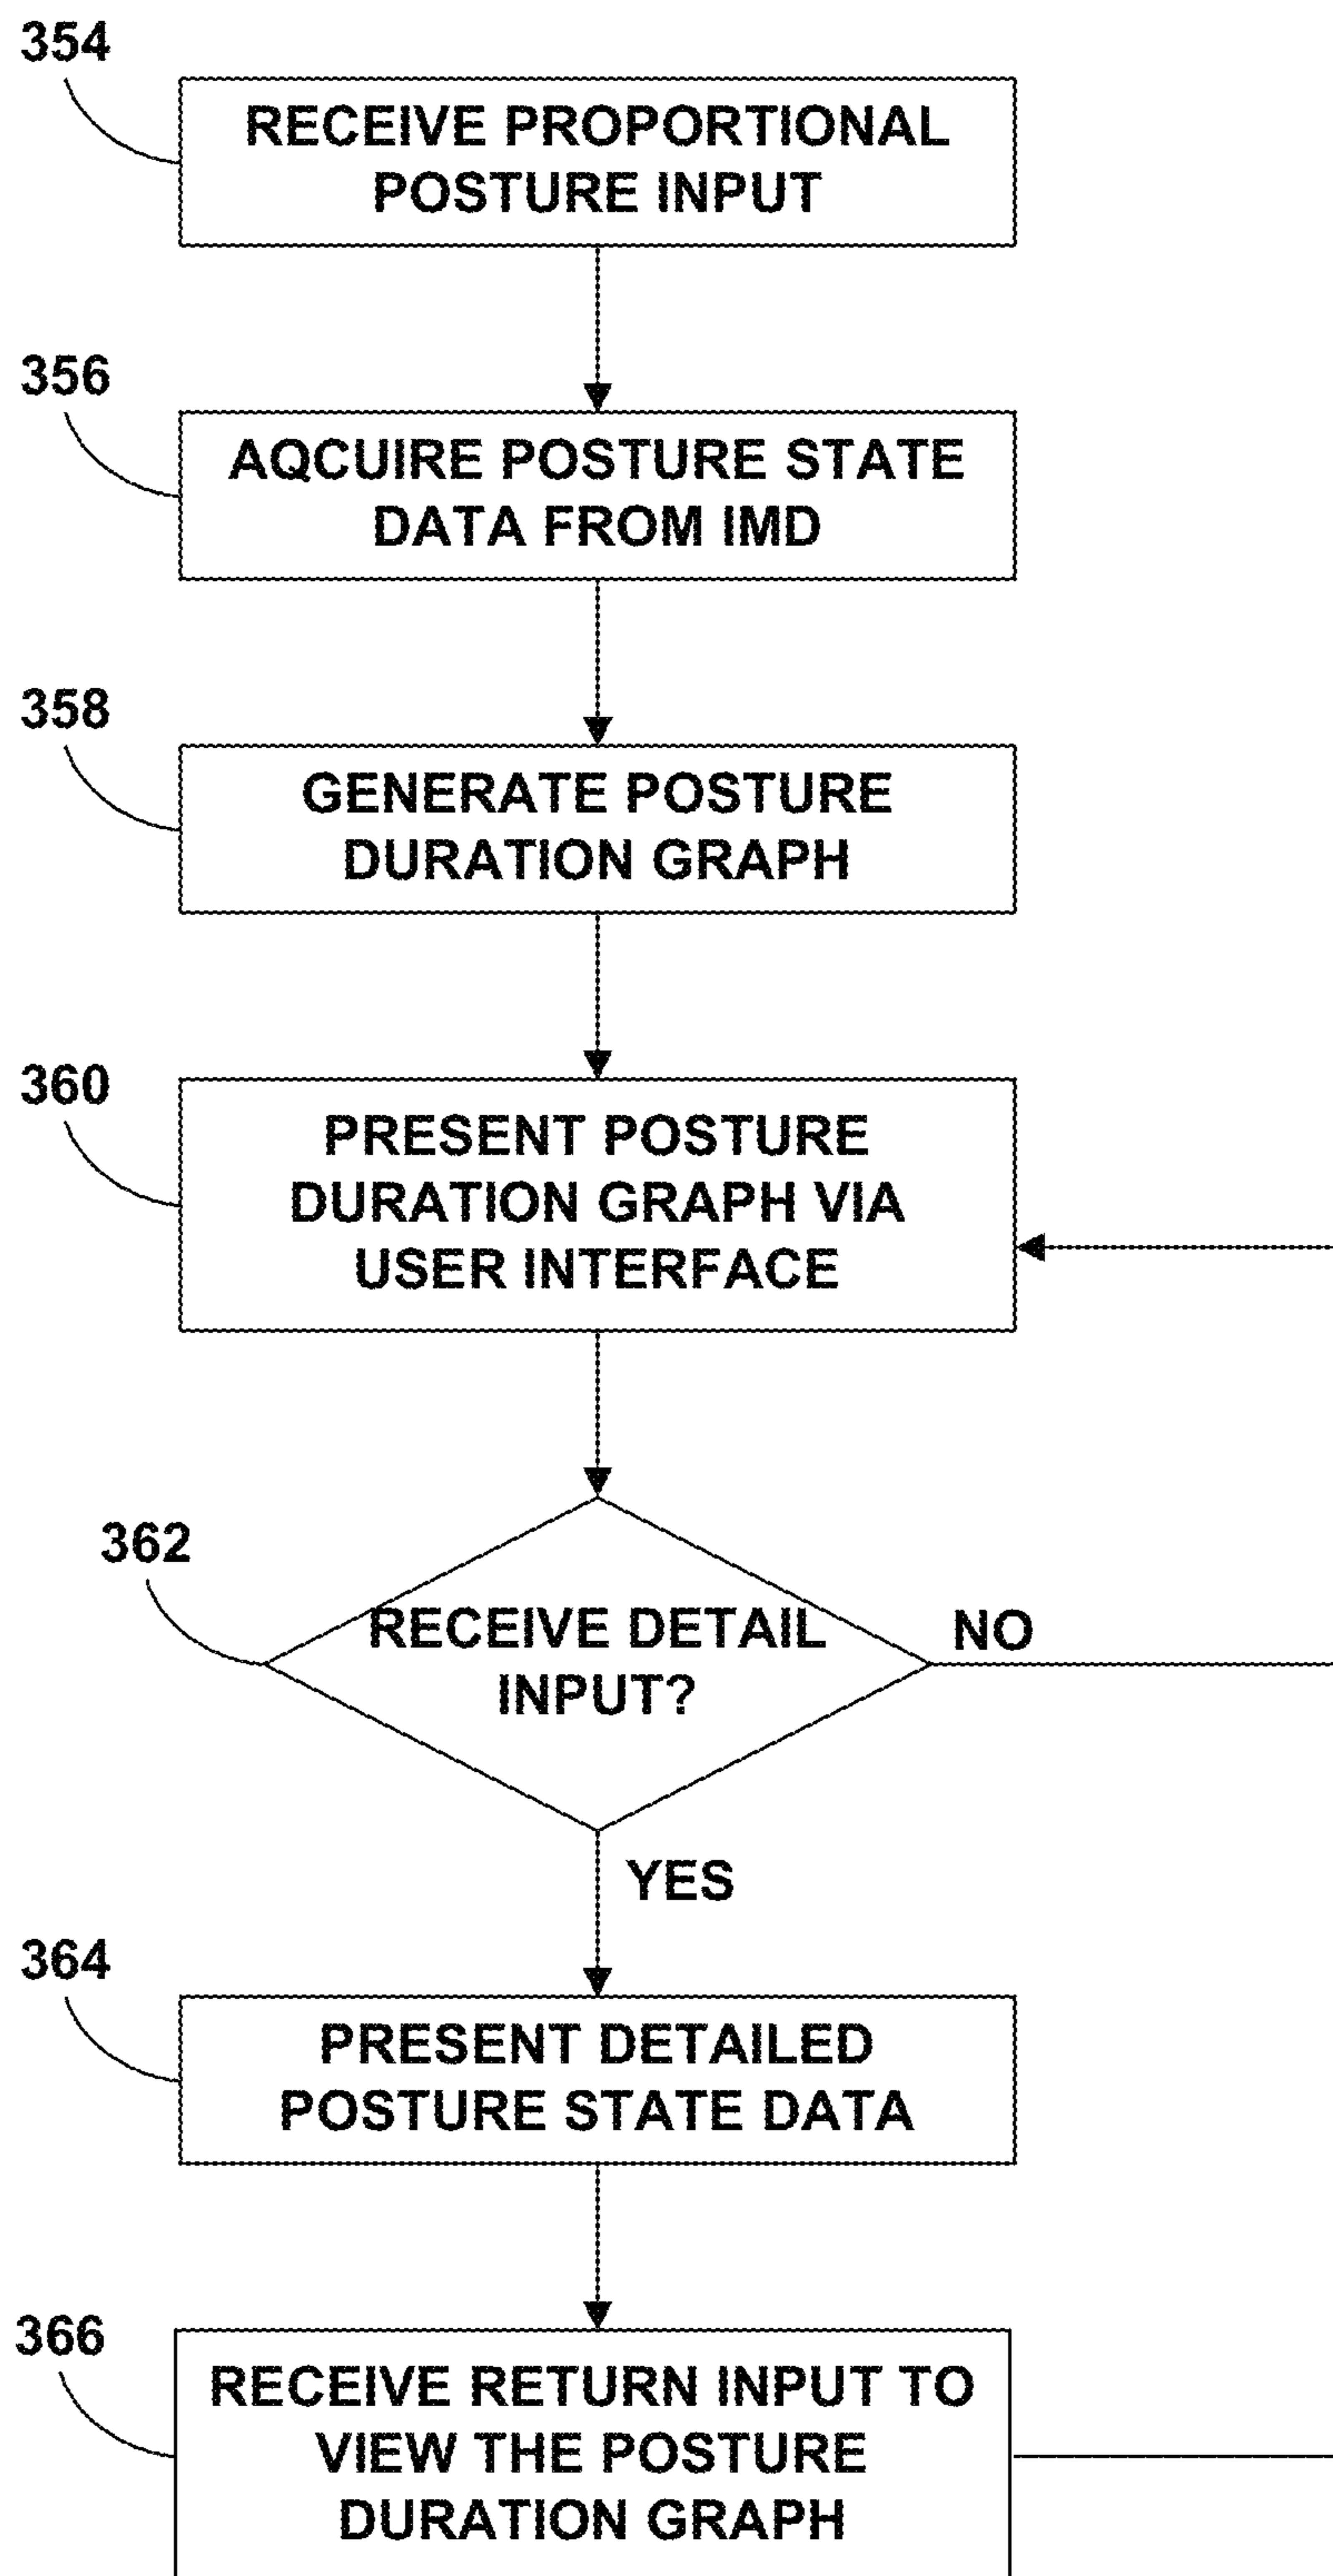 354
RECEIVE PROPORTIONAL
POSTURE INPUT
356
AQCUIRE POSTURE STATE
DATA FROM IMD
358
GENERATE POSTURE
DURATION GRAPH
360
PRESENT POSTURE
DURATION GRAPH VIA
USER INTERFACE
362
RECEIVE DETAIL
INPUT?
NO
YES
364
PRESENT DETAILED
POSTURE STATE DATA
366
RECEIVE RETURN INPUT TO
VIEW THE POSTURE
DURATION GRAPH